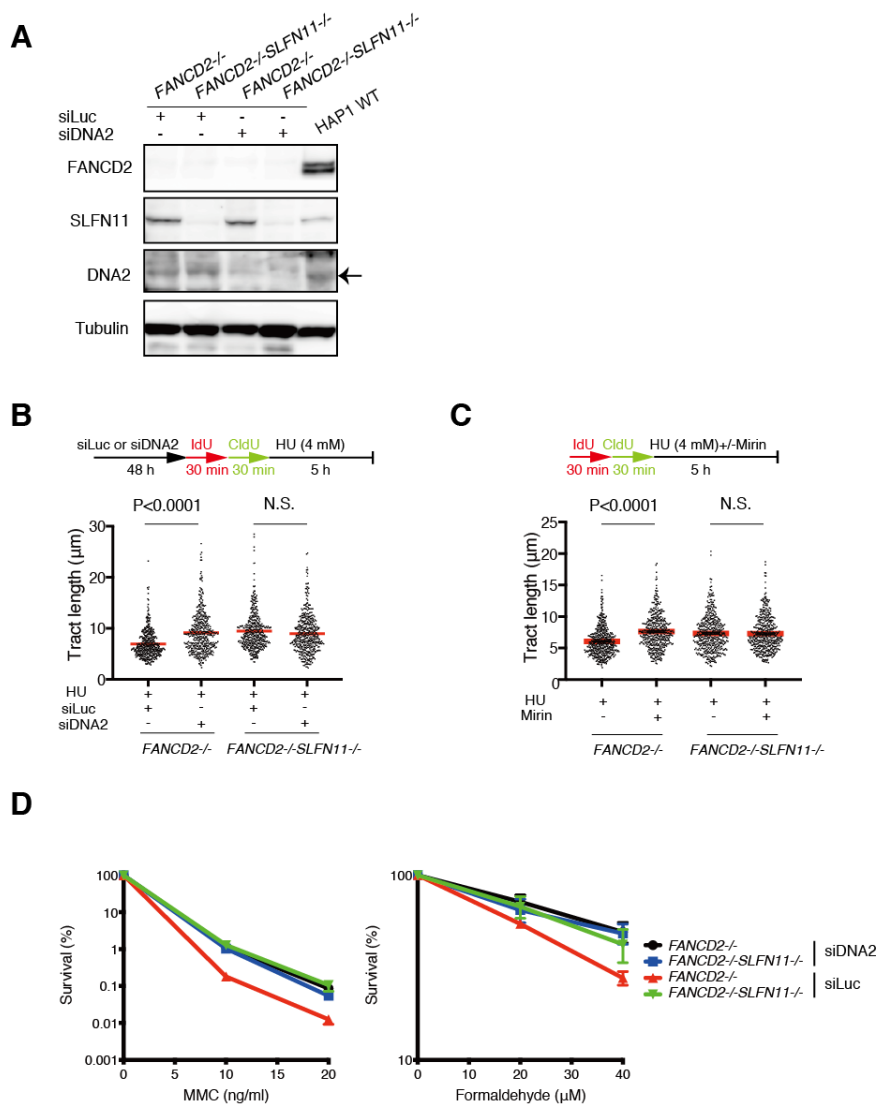 A
FANCD2-/-
FANCD2-/-SLFN11-/-
FANCD2-/-
FANCD2-/-SLFN11-/-
HAP1 WT
siLuc + + - -
siDNA2 - - + +
FANCD2
SLFN11
DNA2
Tubulin
B
siLuc or siDNA2 IdU CldU HU (4 mM)
48 h 30 min 30 min 5 h
P<0.0001 N.S.
30
20
10
0
Tract length (μm)
HU + + + +
siLuc + - + -
siDNA2 - + - +
FANCD2-/- FANCD2-/-SLFN11-/-
C
IdU CldU HU (4 mM)+/-Mirin
30 min 30 min 5 h
P<0.0001 N.S.
25
20
15
10
5
0
Tract length (μm)
HU + + + +
Mirin - + - +
FANCD2-/- FANCD2-/-SLFN11-/-
D
100
10
1
0.1
0.01
0.001
Survival (%)
0 5 10 15 20
MMC (ng/ml)
100
10
Survival (%)
0 20 40
Formaldehyde (μM)
FANCD2-/-
FANCD2-/-SLFN11-/-
siDNA2
FANCD2-/-
FANCD2-/-SLFN11-/-
siLuc